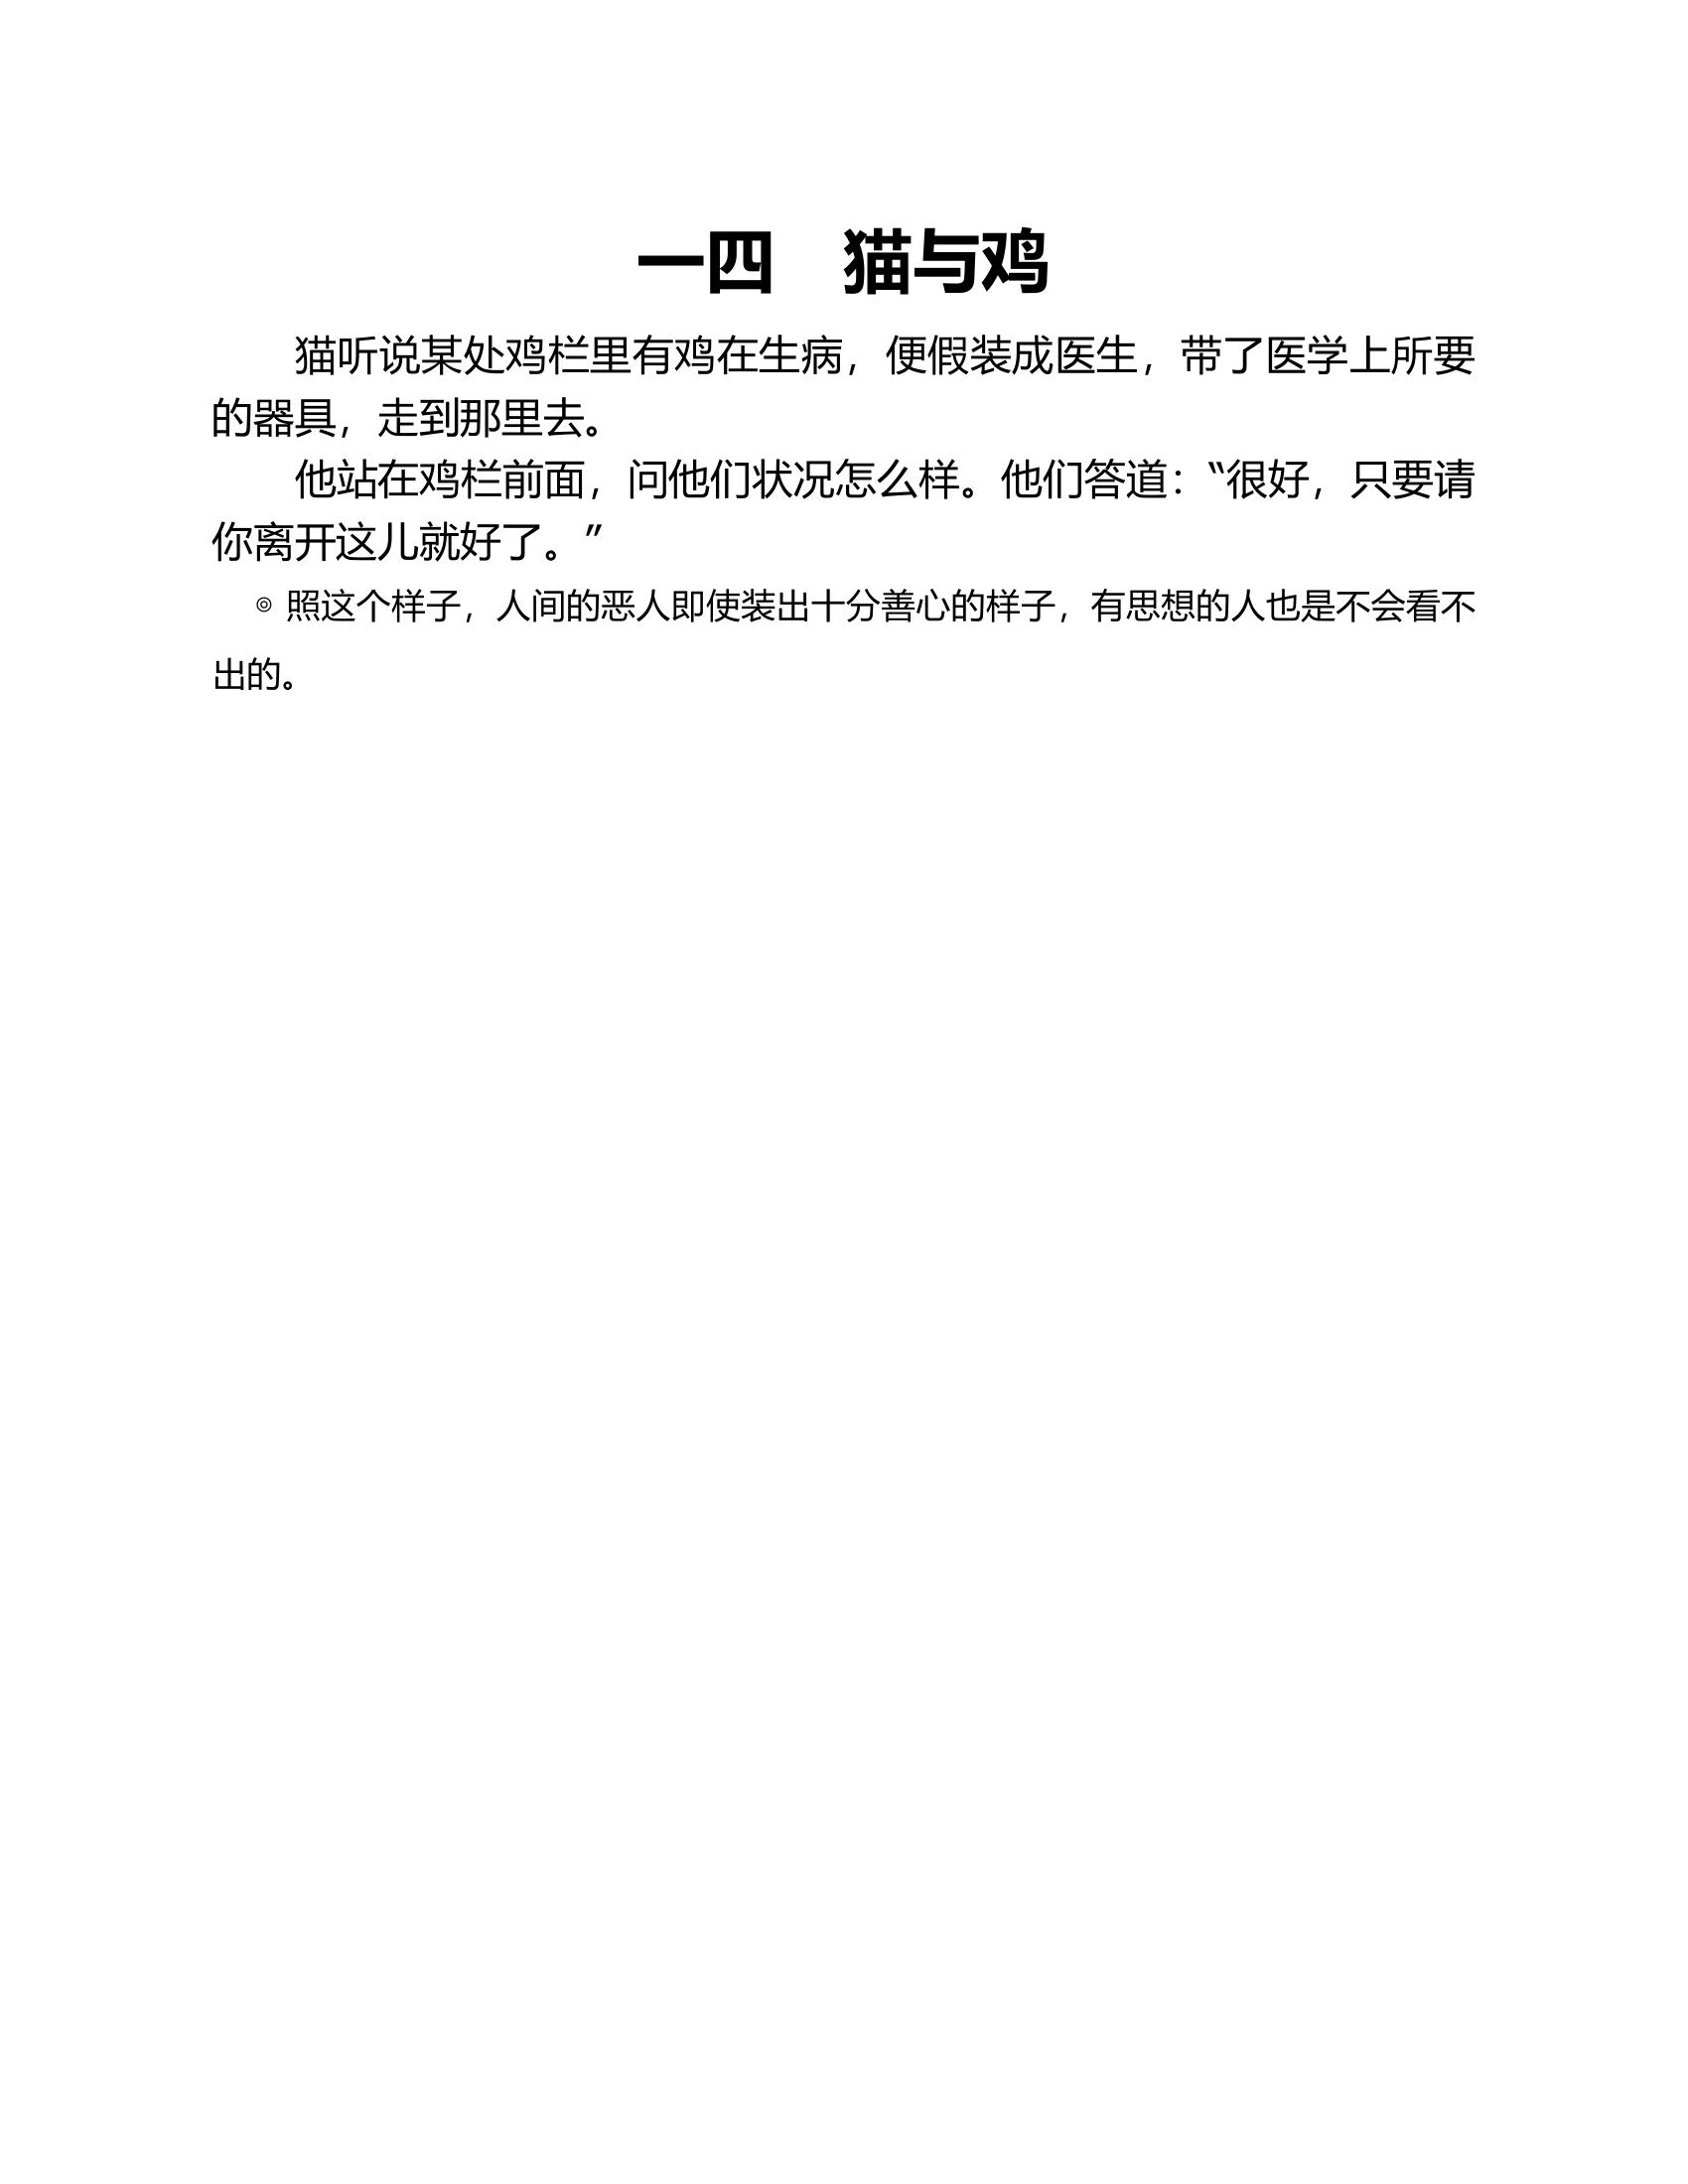 一四　猫与鸡
猫听说某处鸡栏里有鸡在生病，便假装成医生，带了医学上所要
的器具，走到那里去。
他站在鸡栏前面，问他们状况怎么样。他们答道：“很好，只要请
你离开这儿就好了。”
◎ 照这个样子，人间的恶人即使装出十分善心的样子，有思想的人也是不会看不
出的。